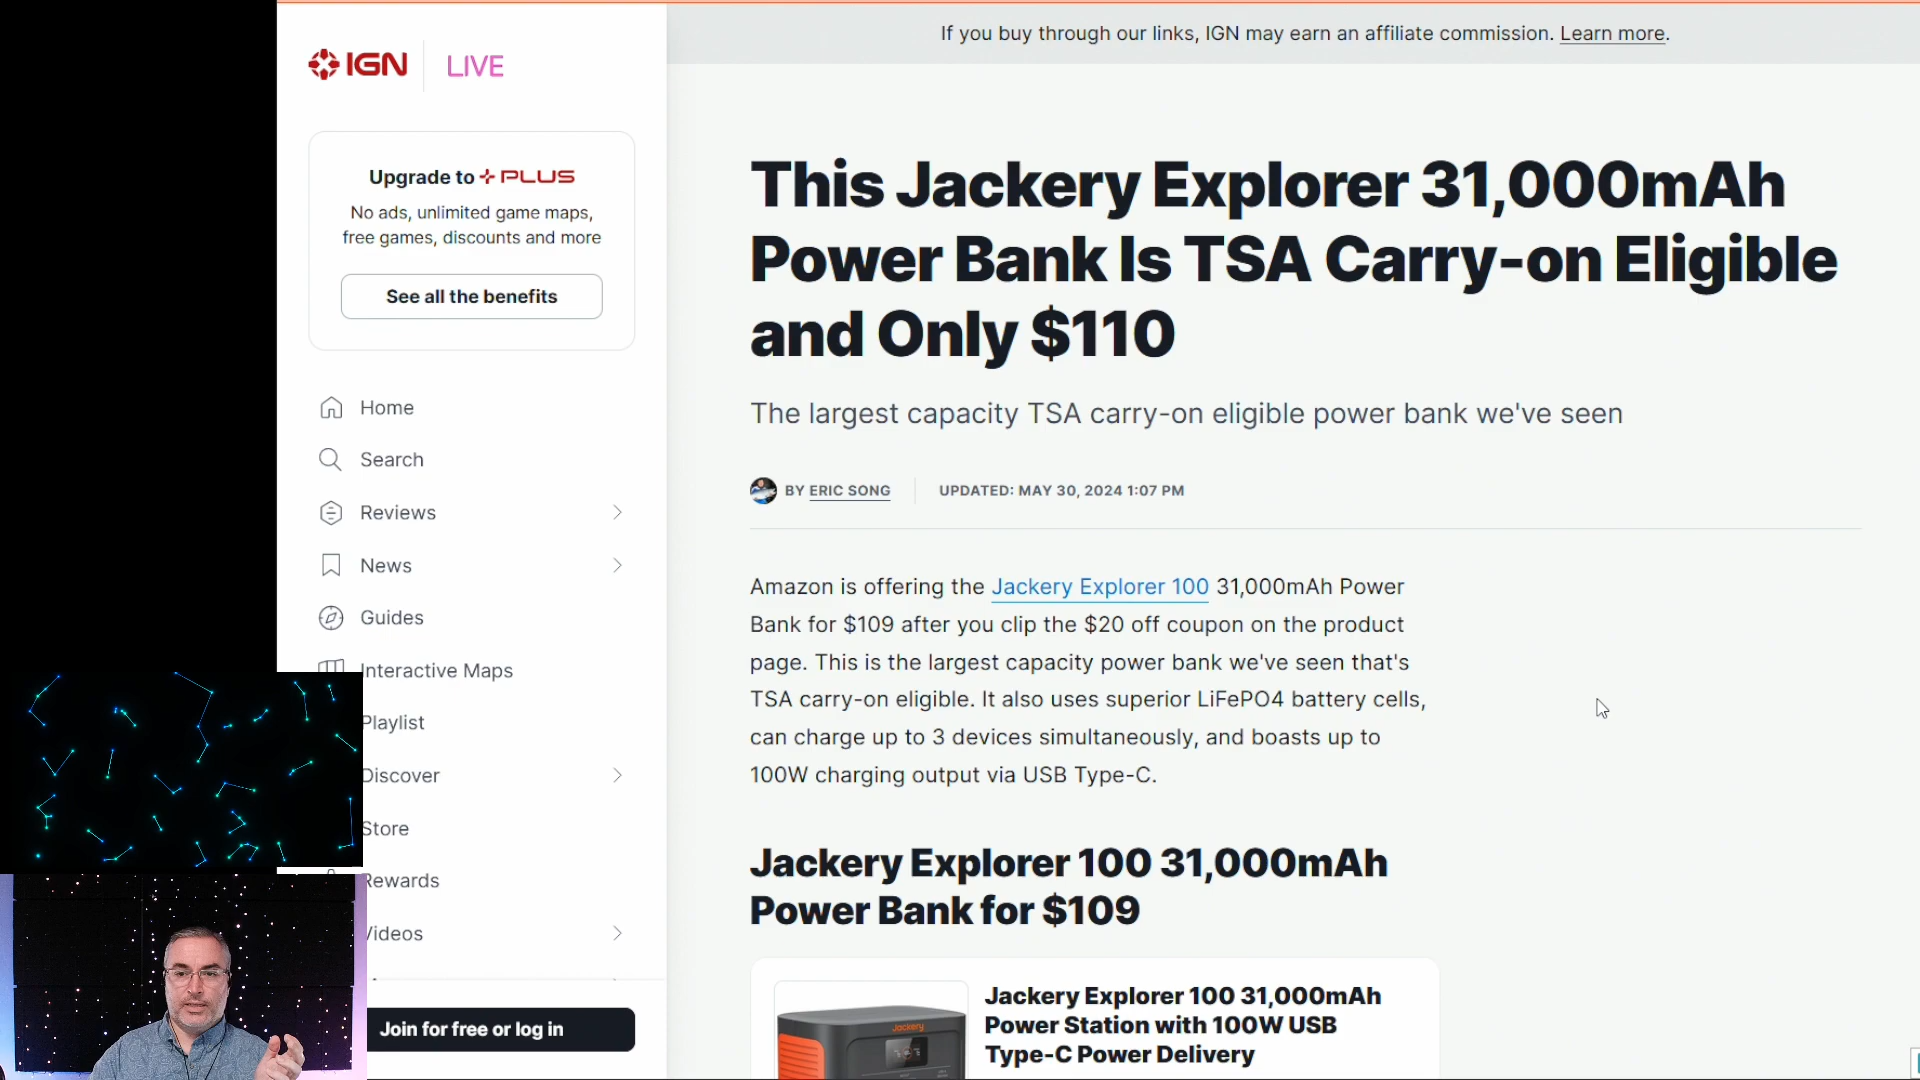 IGN LIVE
Upgrade to PLUS
No ads, unlimited game maps,
free games, discounts and more
See all the benefits
Home
Search
Reviews
News
Guides
Interactive Maps
Playlist
Discover
Store
Rewards
Videos
Join for free or log in
If you buy through our links, IGN may earn an affiliate commission. Learn more.
This Jackery Explorer 31,000mAh
Power Bank Is TSA Carry-on Eligible
and Only $110
The largest capacity TSA carry-on eligible power bank we've seen
BY ERIC SONG UPDATED: MAY 30, 2024 1:07 PM
Amazon is offering the Jackery Explorer 100 31,000mAh Power
Bank for $109 after you clip the $20 off coupon on the product
page. This is the largest capacity power bank we've seen that's
TSA carry-on eligible. It also uses superior LiFePO4 battery cells,
can charge up to 3 devices simultaneously, and boasts up to
100W charging output via USB Type-C.
Jackery Explorer 100 31,000mAh
Power Bank for $109
Jackery
Jackery Explorer 100 31,000mAh
Power Station with 100W USB
Type-C Power Delivery